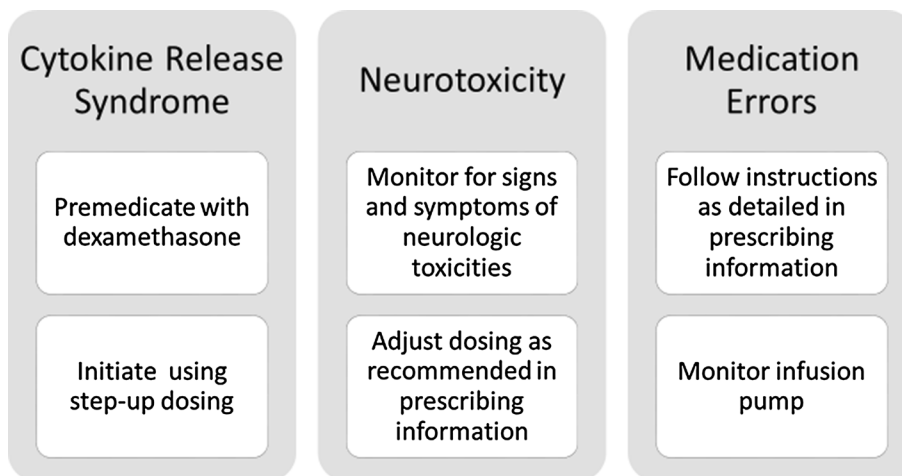 Cytokine Release
Syndrome
Premedicate with
dexamethasone
Initiate using
step-up dosing
Neurotoxicity
Monitor for signs
and symptoms of
neurologic
toxicities
Adjust dosing as
recommended in
prescribing
information
Medication
Errors
Follow instructions
as detailed in
prescribing
information
Monitor infusion
pump